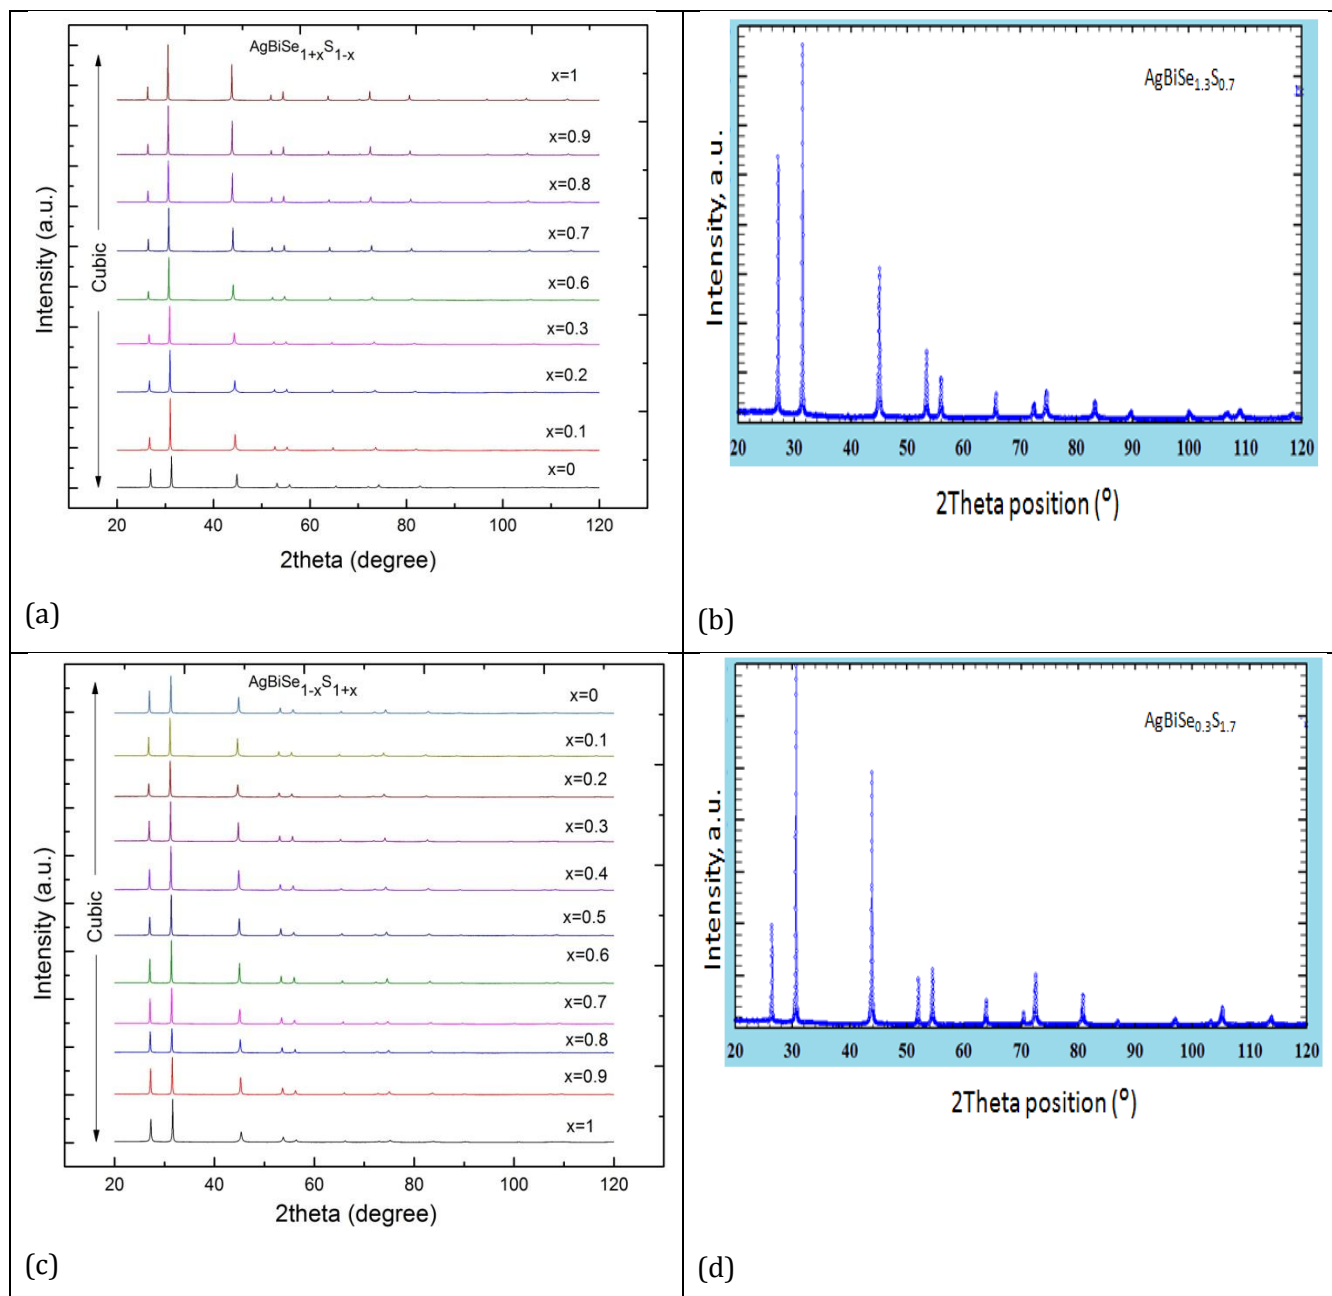 AgBiSe1+xS1-x
x=1
x=0.9
x=0.8
x=0.7
x=0.6
x=0.3
x=0.2
x=0.1
x=0
Cubic
Intensity (a.u.)
20 40 60 80 100 120
2theta (degree)
(a)
AgBiSe1.3S0.7
Intensity, a.u.
20 30 40 50 60 70 80 90 100 110 120
2Theta position (o)
(b)
AgBiSe1-xS1+x
x=0
x=0.1
x=0.2
x=0.3
x=0.4
x=0.5
x=0.6
x=0.7
x=0.8
x=0.9
x=1
Cubic
Intensity (a.u.)
20 40 60 80 100 120
2theta (degree)
(c)
AgBiSe0.3S1.7
Intensity, a.u.
20 30 40 50 60 70 80 90 100 110 120
2Theta position (o)
(d)